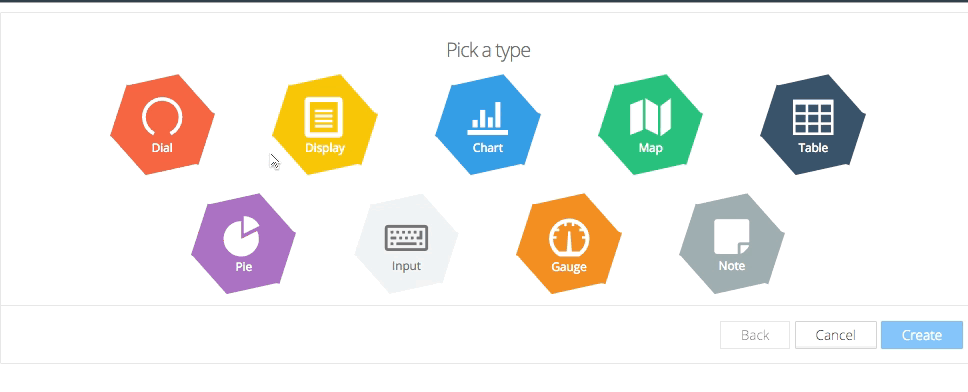 Pick a type
Dial
Display
Chart
Map
Table
Pie
Input
Gauge
Note
Back
Cancel
Create